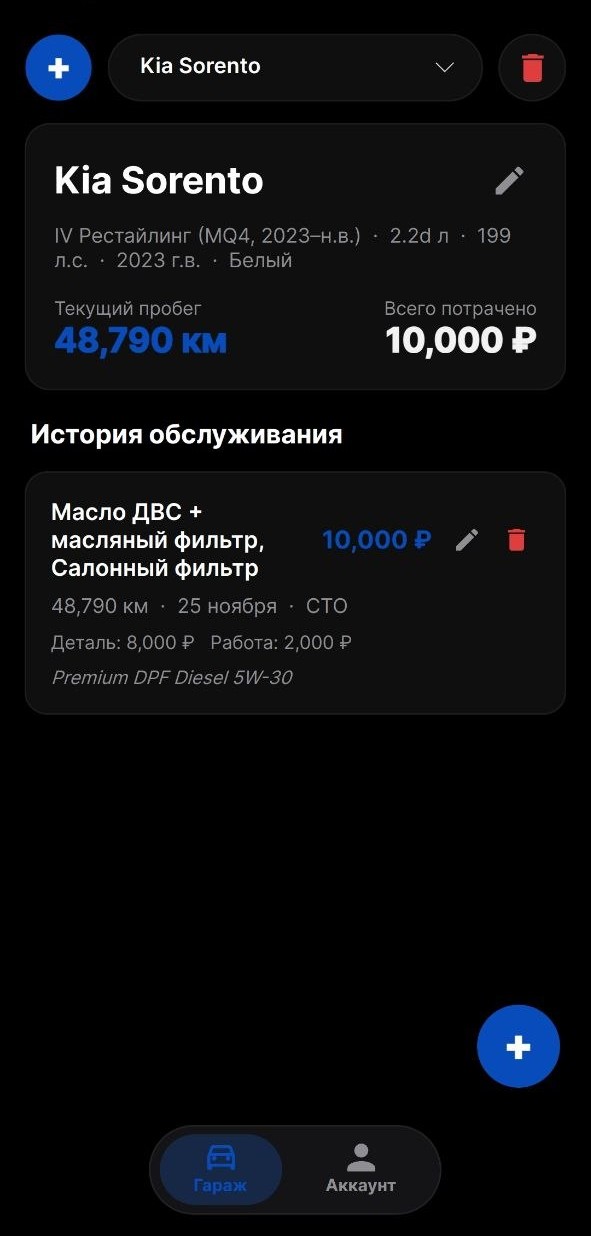 Kia Sorento
Kia Sorento
IV Рестайлинг (MQ4, 2023–н.в.) · 2.2d л · 199
л.с. · 2023 г.в. · Белый
Текущий пробег
Всего потрачено
48,790 км
10,000 ₽
История обслуживания
Масло ДВС +
масляный фильтр,
Салонный фильтр
10,000 ₽
48,790 км · 25 ноября · СТО
Деталь: 8,000 ₽ Работа: 2,000 ₽
Premium DPF Diesel 5W-30
Гараж
Аккаунт